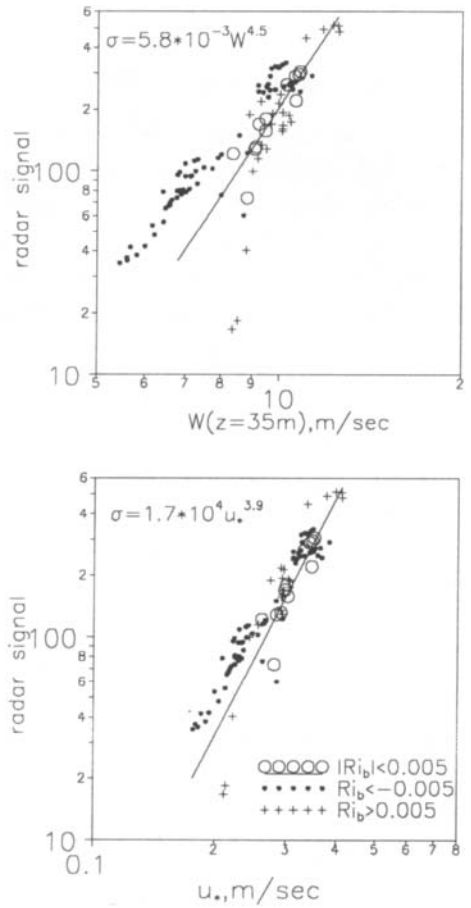 6
σ=5.8*10⁻³W⁴·⁵
4
2
100
8
6
4
2
10
radar signal
5 6 7 8 9 10 2
W(z=35m),m/sec
6
σ=1.7*10⁴u*³·⁹
4
2
100
8
6
4
2
10
radar signal
|Ri_b|<0.005
Ri_b<-0.005
Ri_b>0.005
0.1 2 3 4 5 6 7 8
u*,m/sec